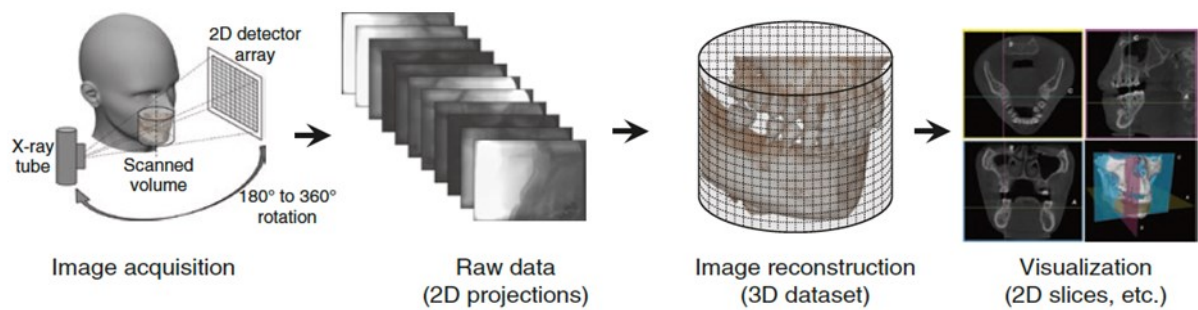 2D detector
array
X-ray
tube
Scanned
volume
180° to 360°
rotation
Image acquisition
Raw data
(2D projections)
Image reconstruction
(3D dataset)
Visualization
(2D slices, etc.)